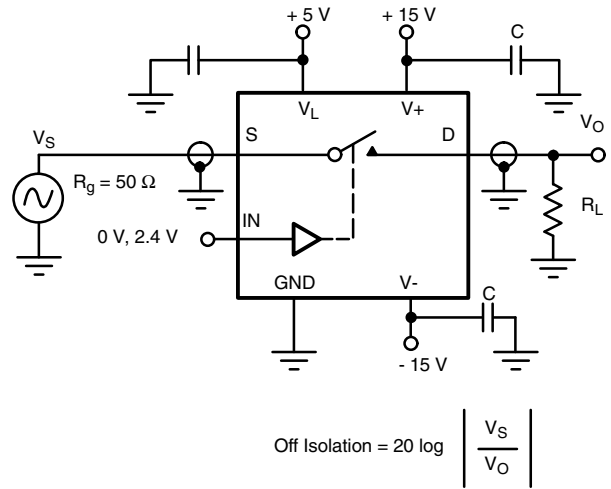 + 5 V
+ 15 V
C
V_L
V+
V_S
S
D
V_O
R_g = 50 Ω
R_L
IN
0 V, 2.4 V
GND
V-
C
- 15 V
Off Isolation = 20 log | V_S / V_O |